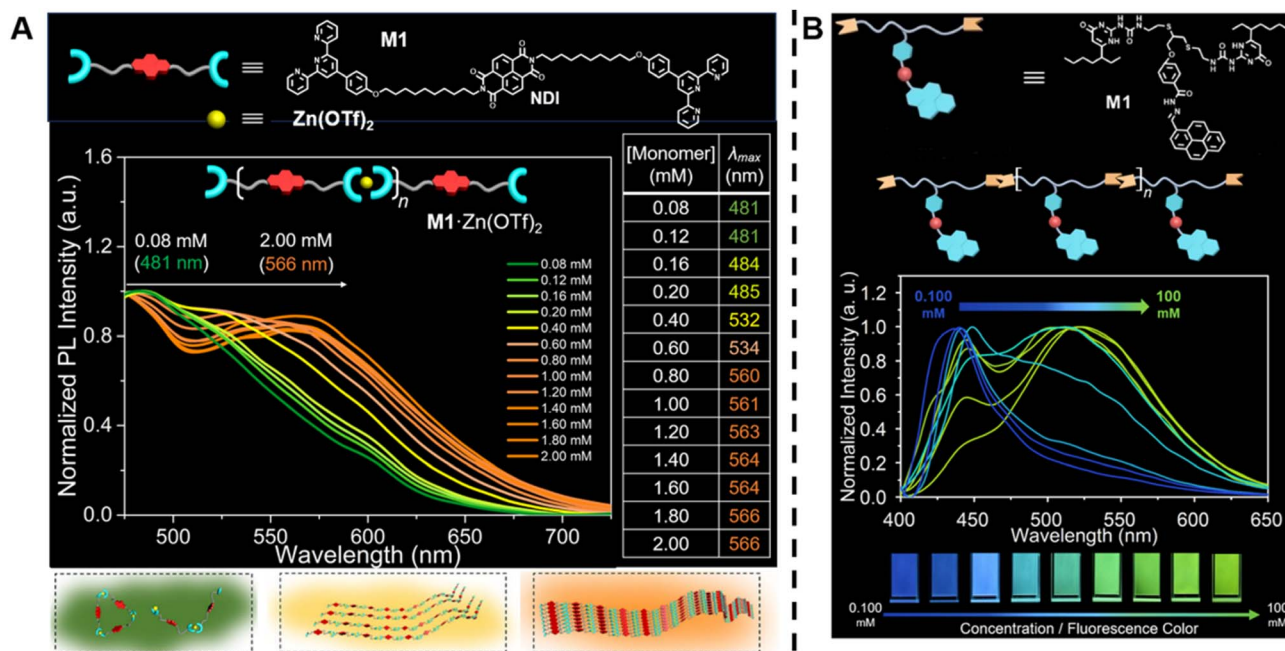 A
M1
NDI
Zn(OTf)2
1.6
1.2
0.8
0.4
0.0
Normalized PL Intensity (a.u.)
n
M1·Zn(OTf)2
0.08 mM
(481 nm)
2.00 mM
(566 nm)
0.08 mM
0.12 mM
0.16 mM
0.20 mM
0.40 mM
0.60 mM
0.80 mM
1.00 mM
1.20 mM
1.40 mM
1.60 mM
1.80 mM
2.00 mM
500 550 600 650 700
Wavelength (nm)
[Monomer] (mM) λmax (nm)
0.08 481
0.12 481
0.16 484
0.20 485
0.40 532
0.60 534
0.80 560
1.00 561
1.20 563
1.40 564
1.60 564
1.80 566
2.00 566
B
M1
n
Normalized Intensity (a. u.)
1.2
1.0
0.8
0.6
0.4
0.2
0.0
0.100 mM
100 mM
400 450 500 550 600 650
Wavelength (nm)
0.100 mM
100 mM
Concentration / Fluorescence Color